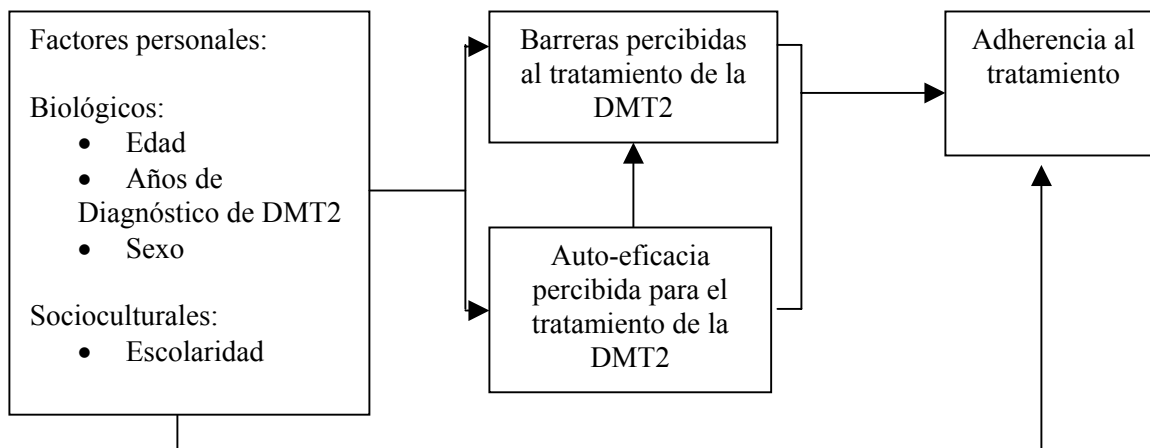 Factores personales:
Biológicos:
• Edad
• Años de
Diagnóstico de DMT2
• Sexo
Socioculturales:
• Escolaridad
Barreras percibidas
al tratamiento de la
DMT2
Auto-eficacia
percibida para el
tratamiento de la
DMT2
Adherencia al
tratamiento